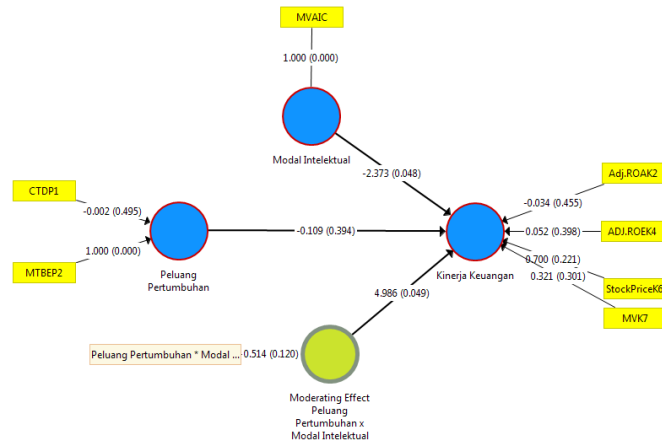 MVAIC
1.000 (0.000)
Modal Intelektual
-2.373 (0.048)
CTDP1
-0.002 (0.495)
MTBEP2
1.000 (0.000)
Peluang
Pertumbuhan
-0.109 (0.394)
Adj.ROAK2
-0.034 (0.455)
ADJ.ROEK4
0.052 (0.398)
0.700 (0.221)
StockPriceK6
0.321 (0.301)
MVK7
Kinerja Keuangan
4.986 (0.049)
Peluang Pertumbuhan * Modal ...
0.514 (0.120)
Moderating Effect
Peluang
Pertumbuhan x
Modal Intelektual